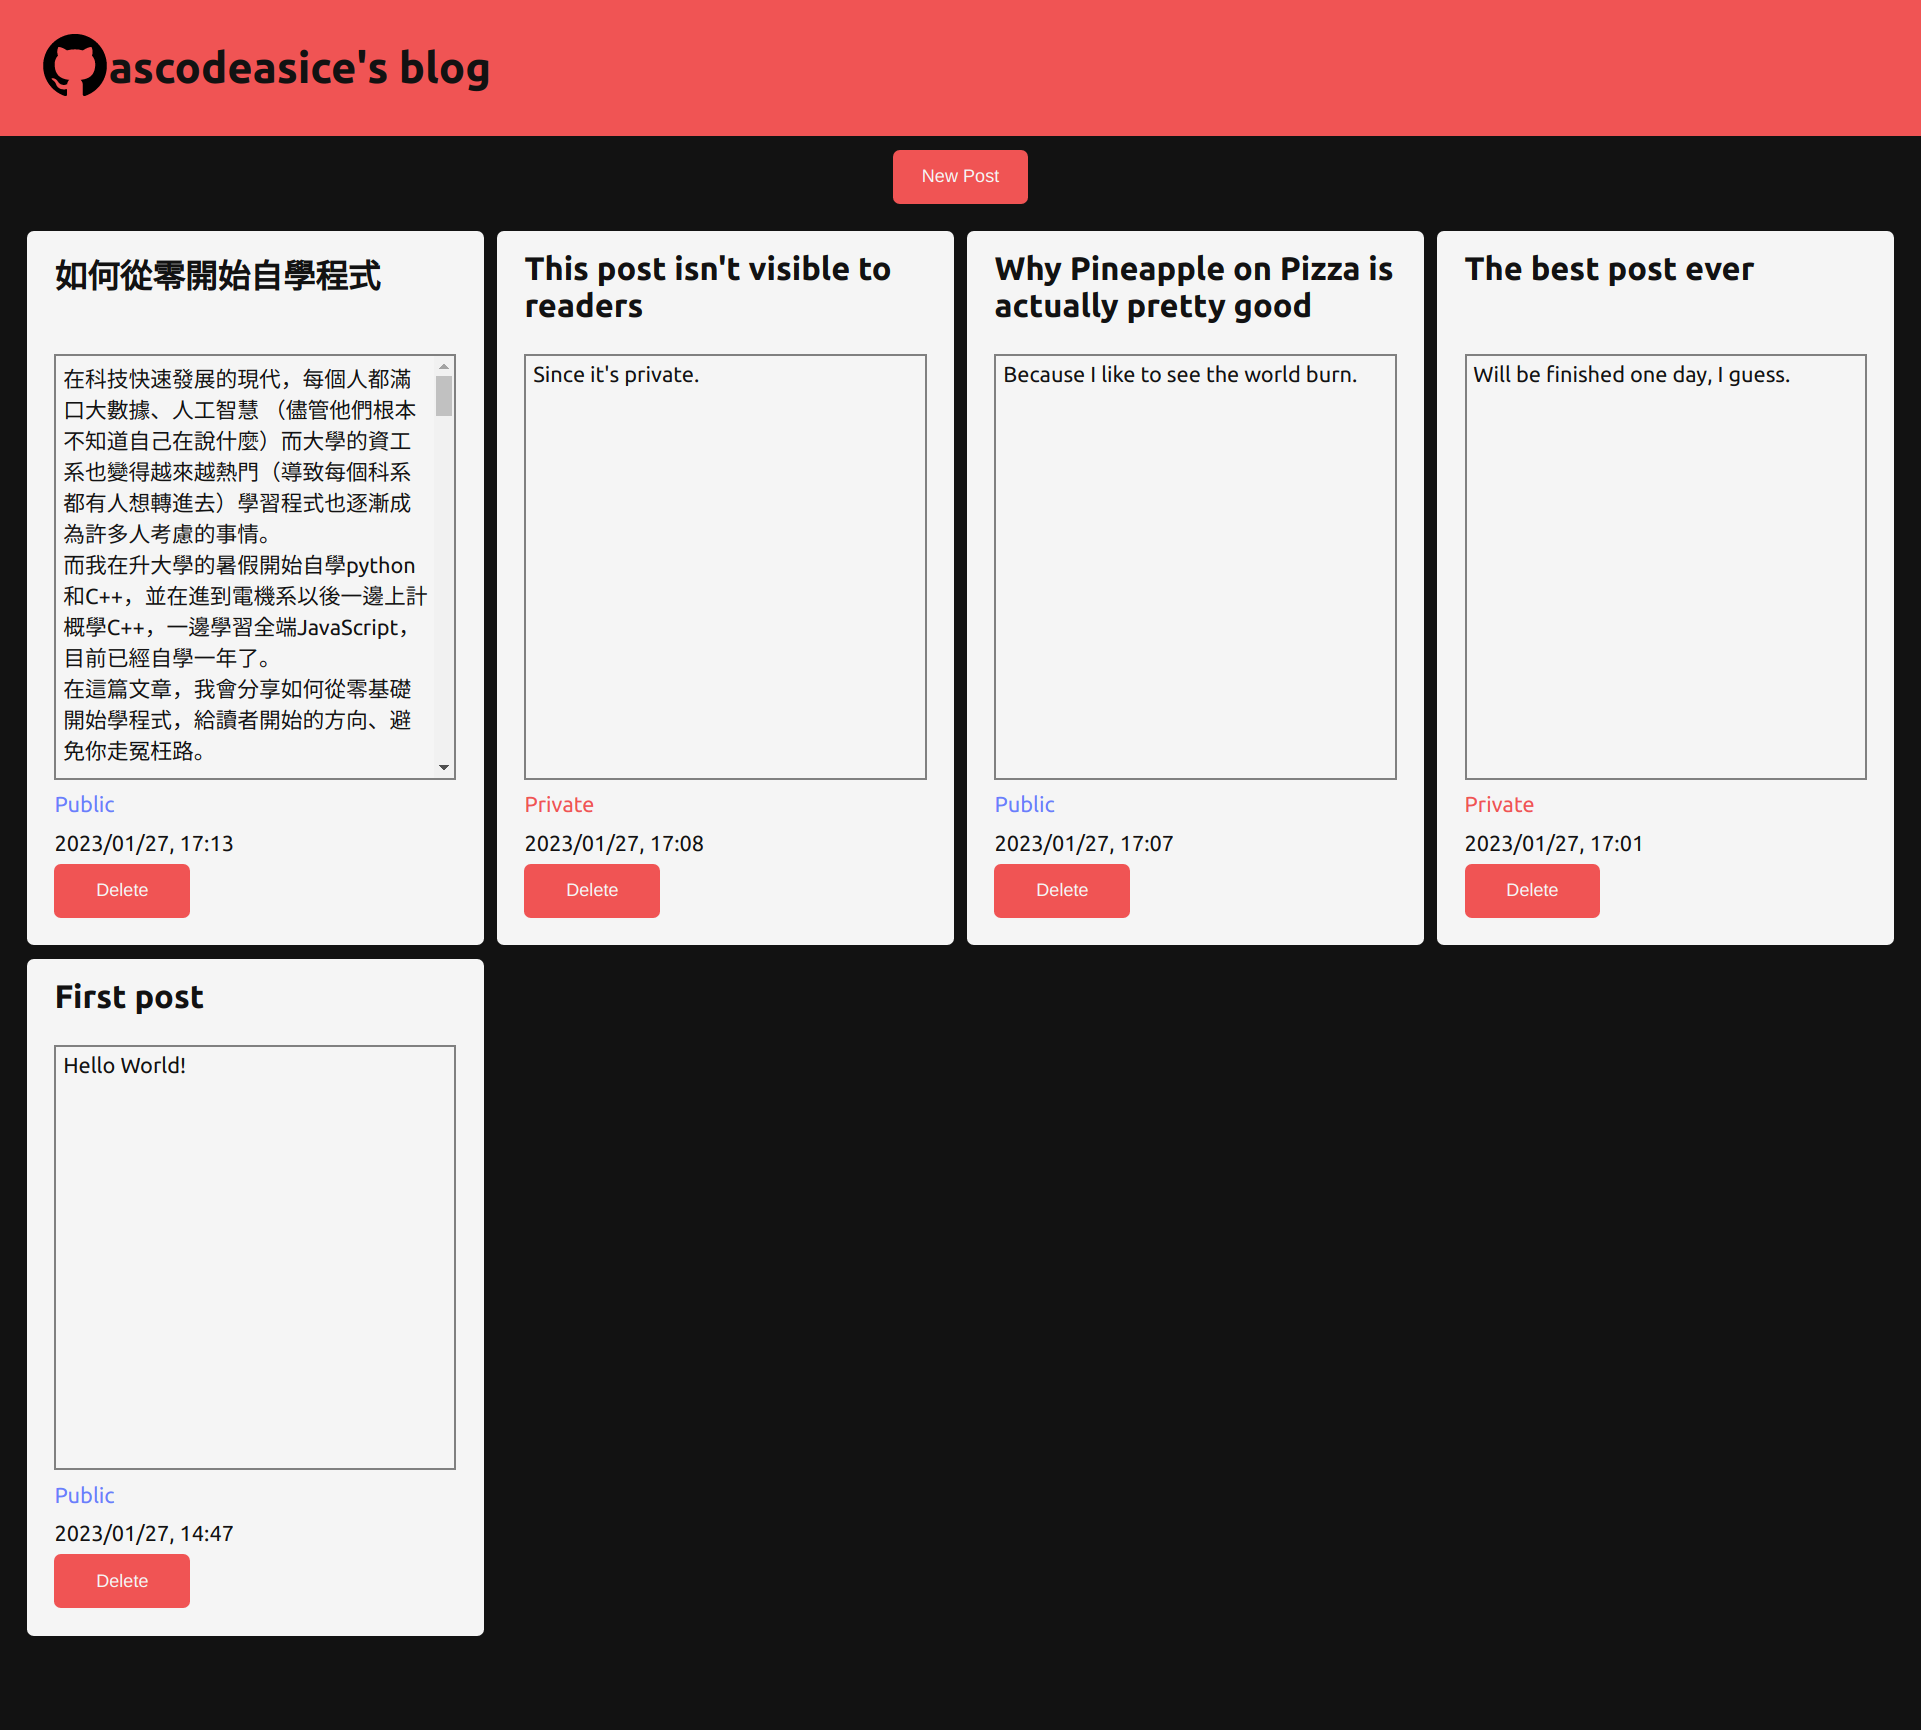 ascodeasice's blog
New Post
如何從零開始自學程式
在科技快速發展的現代，每個人都滿
口大數據、人工智慧 （儘管他們根本
不知道自己在說什麼）而大學的資工
系也變得越來越熱門（導致每個科系
都有人想轉進去）學習程式也逐漸成
為許多人考慮的事情。
而我在升大學的暑假開始自學python
和C++，並在進到電機系以後一邊上計
概學C++，一邊學習全端JavaScript，
目前已經自學一年了。
在這篇文章，我會分享如何從零基礎
開始學程式，給讀者開始的方向、避
免你走冤枉路。
Public
2023/01/27, 17:13
Delete
This post isn't visible to
readers
Since it's private.
Private
2023/01/27, 17:08
Delete
Why Pineapple on Pizza is
actually pretty good
Because I like to see the world burn.
Public
2023/01/27, 17:07
Delete
The best post ever
Will be finished one day, I guess.
Private
2023/01/27, 17:01
Delete
First post
Hello World!
Public
2023/01/27, 14:47
Delete